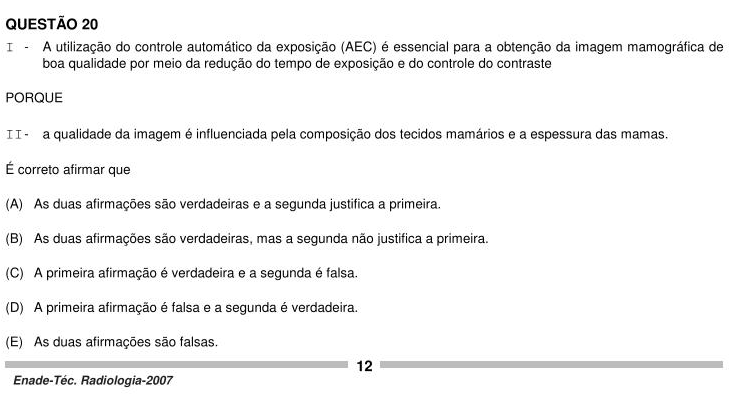 QUESTÃO 20
I - A utilização do controle automático da exposição (AEC) é essencial para a obtenção da imagem mamográfica de
boa qualidade por meio da redução do tempo de exposição e do controle do contraste
PORQUE
II- a qualidade da imagem é influenciada pela composição dos tecidos mamários e a espessura das mamas.
É correto afirmar que
(A) As duas afirmações são verdadeiras e a segunda justifica a primeira.
(B) As duas afirmações são verdadeiras, mas a segunda não justifica a primeira.
(C) A primeira afirmação é verdadeira e a segunda é falsa.
(D) A primeira afirmação é falsa e a segunda é verdadeira.
(E) As duas afirmações são falsas.
12
Enade-Téc. Radiologia-2007